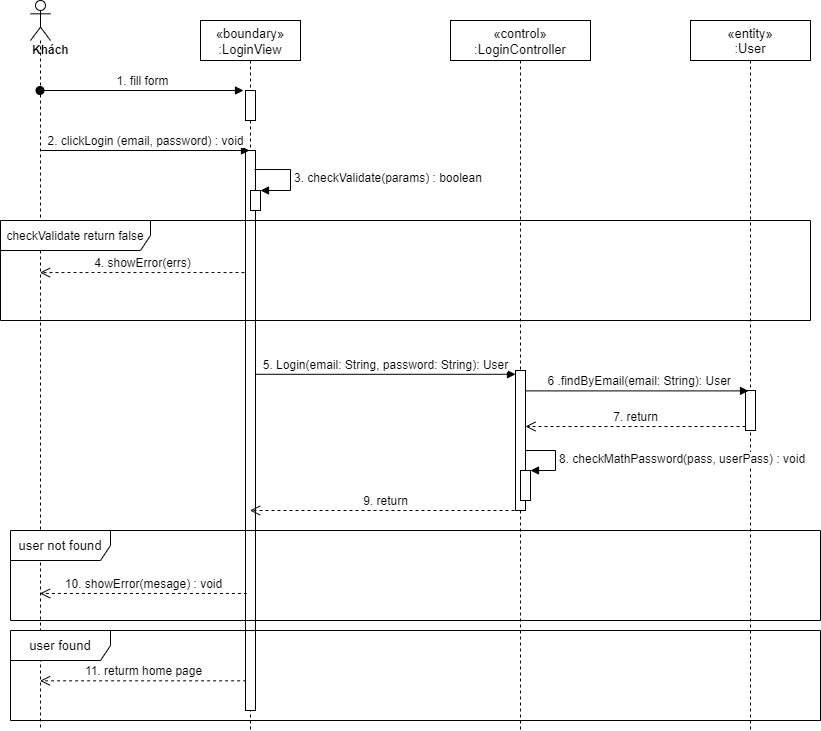 «boundary»
:LoginView
«control»
:LoginController
«entity»
:User
Khách
1. fill form
2. clickLogin (email, password) : void
3. checkValidate(params) : boolean
checkValidate return false
4. showError(errs)
5. Login(email: String, password: String): User
6 .findByEmail(email: String): User
7. return
8. checkMathPassword(pass, userPass) : void
9. return
user not found
10. showError(mesage) : void
user found
11. returm home page